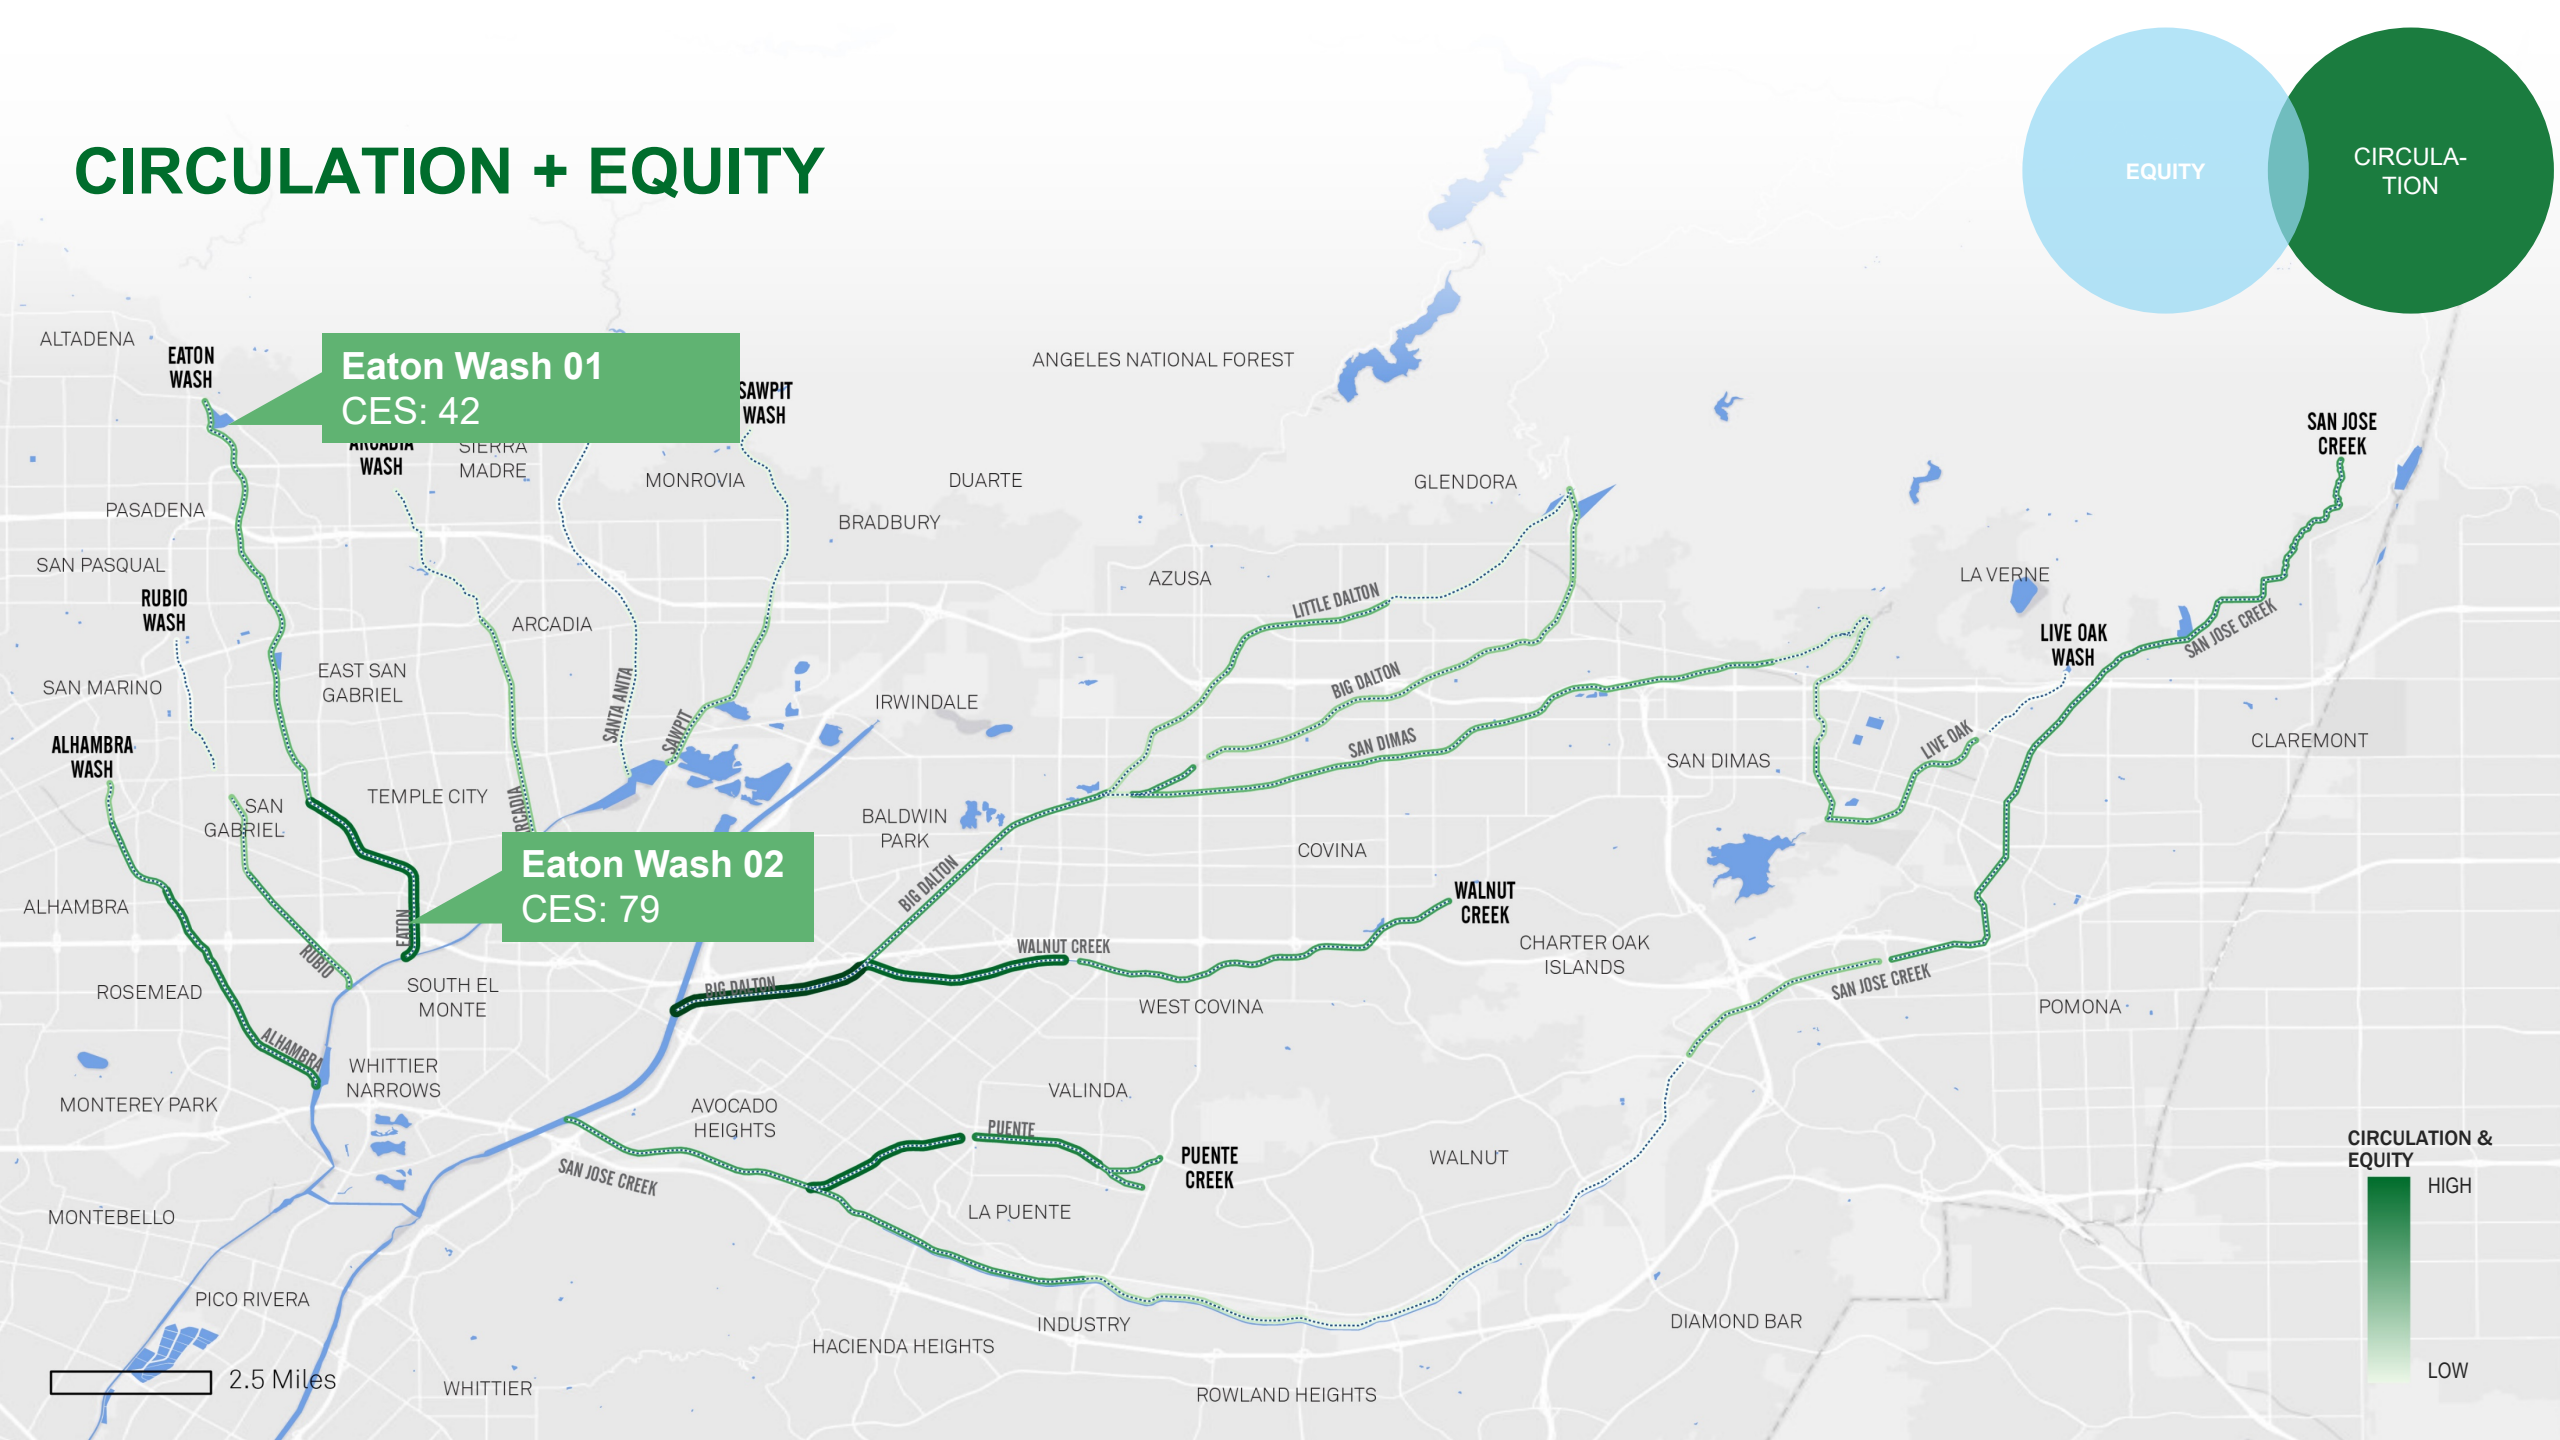 CIRCULATION + EQUITY
EQUITY
CIRCULA-
TION
ALTADENA
EATON
WASH
Eaton Wash 01
CES: 42
SAWPIT
WASH
ANGELES NATIONAL FOREST
ARCADIA
WASH
SIERRA
MADRE
MONROVIA
DUARTE
GLENDORA
SAN JOSE
CREEK
PASADENA
BRADBURY
SAN PASQUAL
AZUSA
LA VERNE
RUBIO
WASH
LITTLE DALTON
ARCADIA
LIVE OAK
WASH
SAN JOSE CREEK
EAST SAN
GABRIEL
SAN MARINO
SANTA ANITA
SAWPIT
IRWINDALE
BIG DALTON
SAN DIMAS
LIVE OAK
CLAREMONT
ALHAMBRA
WASH
SAN DIMAS
TEMPLE CITY
ARCADIA
SAN
GABRIEL
BALDWIN
PARK
COVINA
Eaton Wash 02
CES: 79
BIG DALTON
WALNUT
CREEK
ALHAMBRA
EATON
RUBIO
WALNUT CREEK
CHARTER OAK
ISLANDS
ROSEMEAD
SOUTH EL
MONTE
BIG DALTON
WEST COVINA
SAN JOSE CREEK
POMONA
ALHAMBRA
WHITTIER
NARROWS
MONTEREY PARK
AVOCADO
HEIGHTS
VALINDA
PUENTE
PUENTE
CREEK
WALNUT
CIRCULATION &
EQUITY
HIGH
SAN JOSE CREEK
MONTEBELLO
LA PUENTE
PICO RIVERA
INDUSTRY
DIAMOND BAR
HACIENDA HEIGHTS
2.5 Miles
WHITTIER
ROWLAND HEIGHTS
LOW